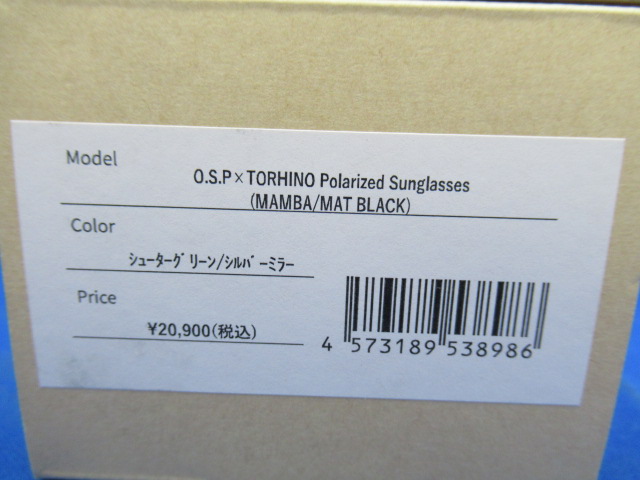 Model
O.S.P×TORHINO Polarized Sunglasses
(MAMBA/MAT BLACK)
Color
ｼｭｰﾀｰｸﾞﾘｰﾝ/ｼﾙﾊﾞｰﾐﾗｰ
Price
¥20,900(税込)
4 573189 538986